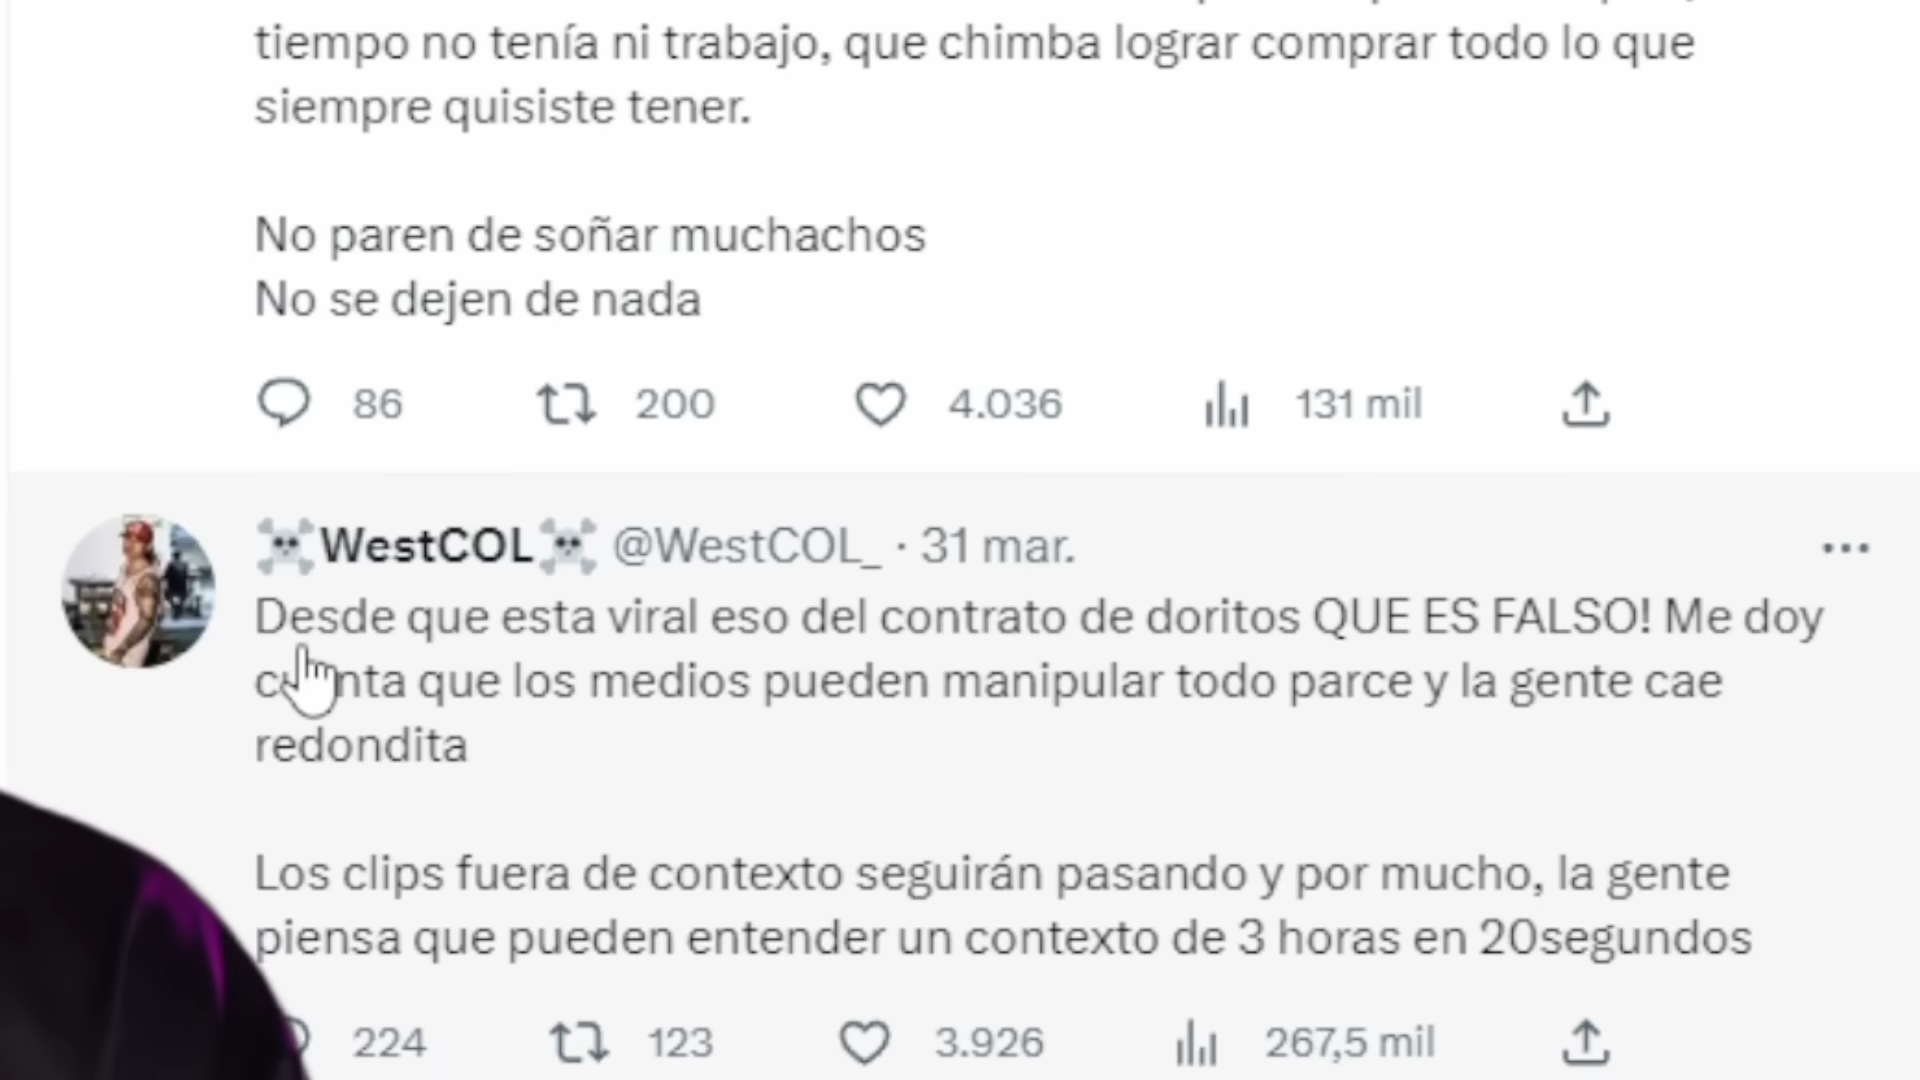 tiempo no tenía ni trabajo, que chimba lograr comprar todo lo que
siempre quisiste tener.
No paren de soñar muchachos
No se dejen de nada
86 200 4.036 131 mil
☠️WestCOL☠️ @WestCOL_ · 31 mar.
Desde que esta viral eso del contrato de doritos QUE ES FALSO! Me doy
que los medios pueden manipular todo parce y la gente cae
redondita
Los clips fuera de contexto seguirán pasando y por mucho, la gente
piensa que pueden entender un contexto de 3 horas en 20segundos
224 123 3.926 267,5 mil